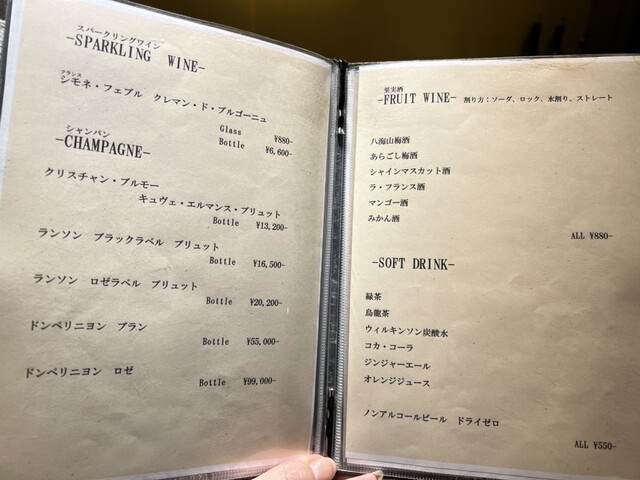 スパークリングワイン
-SPARKLING WINE-
フランス
シモネ・フェブル クレマン・ド・ブルゴーニュ
Glass ¥880-
Bottle ¥6,600-
シャンパン
-CHAMPAGNE-
クリスチャン・ブルモー
キュヴェ・エルマンス・ブリュット
Bottle ¥13,200-
ランソン ブラックラベル ブリュット
Bottle ¥16,500-
ランソン ロゼラベル ブリュット
Bottle ¥20,200-
ドンペリニヨン ブラン
Bottle ¥55,000-
ドンペリニヨン ロゼ
Bottle ¥99,000-
果実酒
-FRUIT WINE- 割り方：ソーダ、ロック、水割り、ストレート
八海山梅酒
あらごし梅酒
シャインマスカット酒
ラ・フランス酒
マンゴー酒
みかん酒
ALL ¥880-
-SOFT DRINK-
緑茶
烏龍茶
ウィルキンソン炭酸水
コカ・コーラ
ジンジャーエール
オレンジジュース
ノンアルコールビール ドライゼロ
ALL ¥550-